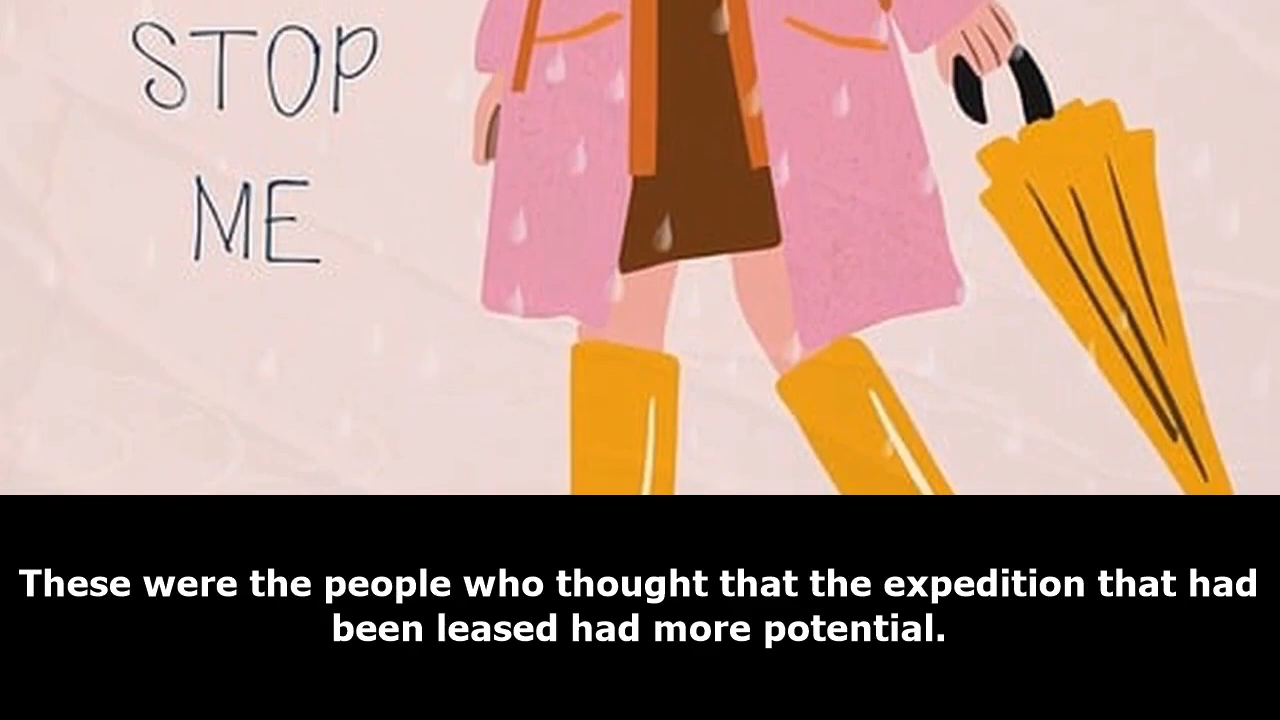 STOP
ME
These were the people who thought that the expedition that had
been leased had more potential.